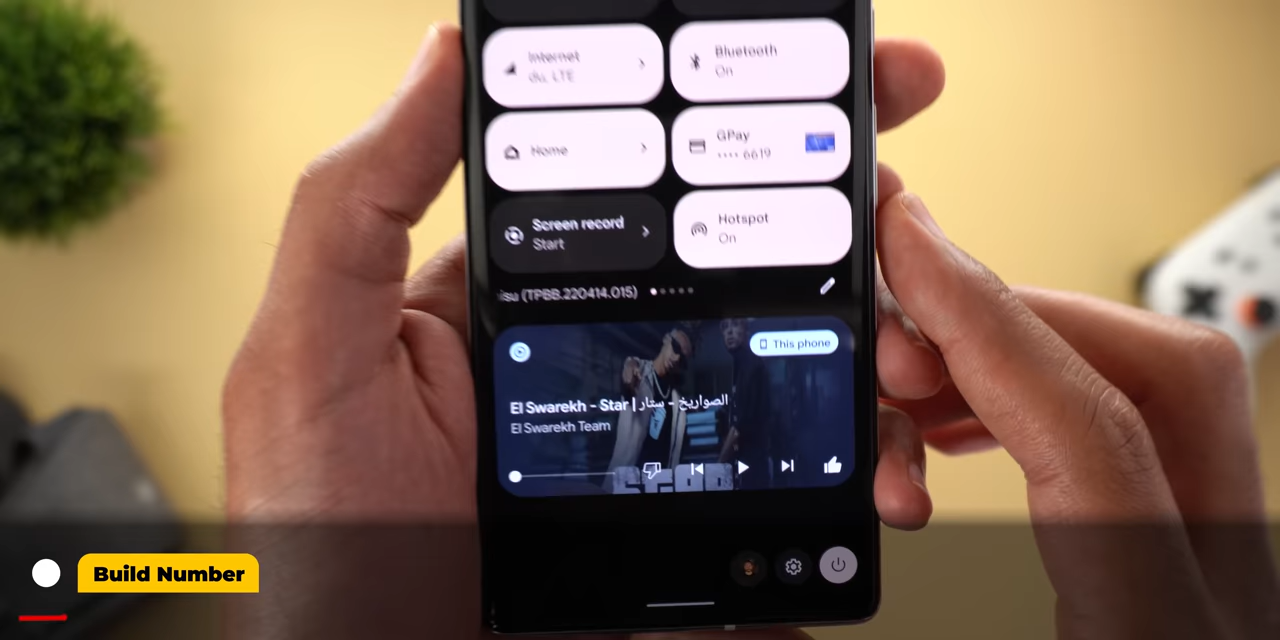 Internet
du, LTE
Bluetooth
On
Home
GPay
•••• 6619
Screen record
Start
Hotspot
On
(TPBB.220414.015)
This phone
El Swarekh - Star | الصواريخ - ستار
El Swarekh Team
Build Number